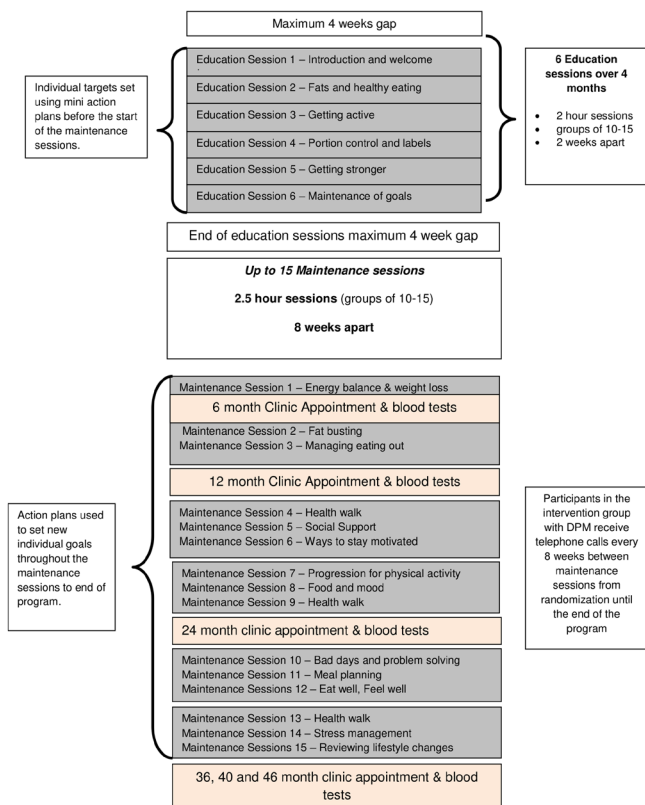 Maximum 4 weeks gap
Individual targets set
using mini action
plans before the start
of the maintenance
sessions.
Education Session 1 – Introduction and welcome
.
Education Session 2 – Fats and healthy eating
Education Session 3 – Getting active
Education Session 4 – Portion control and labels
Education Session 5 – Getting stronger
Education Session 6 – Maintenance of goals
6 Education
sessions over 4
months
• 2 hour sessions
• groups of 10-15
• 2 weeks apart
End of education sessions maximum 4 week gap
Up to 15 Maintenance sessions
2.5 hour sessions (groups of 10-15)
8 weeks apart
Action plans used
to set new
individual goals
throughout the
maintenance
sessions to end of
program.
Maintenance Session 1 – Energy balance & weight loss
6 month Clinic Appointment & blood tests
Maintenance Session 2 – Fat busting
Maintenance Session 3 – Managing eating out
12 month Clinic Appointment & blood tests
Maintenance Session 4 – Health walk
Maintenance Session 5 – Social Support
Maintenance Session 6 – Ways to stay motivated
Maintenance Session 7 – Progression for physical activity
Maintenance Session 8 – Food and mood
Maintenance Session 9 – Health walk
24 month clinic appointment & blood tests
Maintenance Session 10 – Bad days and problem solving
Maintenance Session 11 – Meal planning
Maintenance Sessions 12 – Eat well, Feel well
Maintenance Session 13 – Health walk
Maintenance Session 14 – Stress management
Maintenance Sessions 15 – Reviewing lifestyle changes
36, 40 and 46 month clinic appointment & blood
tests
Participants in the
intervention group
with DPM receive
telephone calls every
8 weeks between
maintenance
sessions from
randomization until
the end of the
program